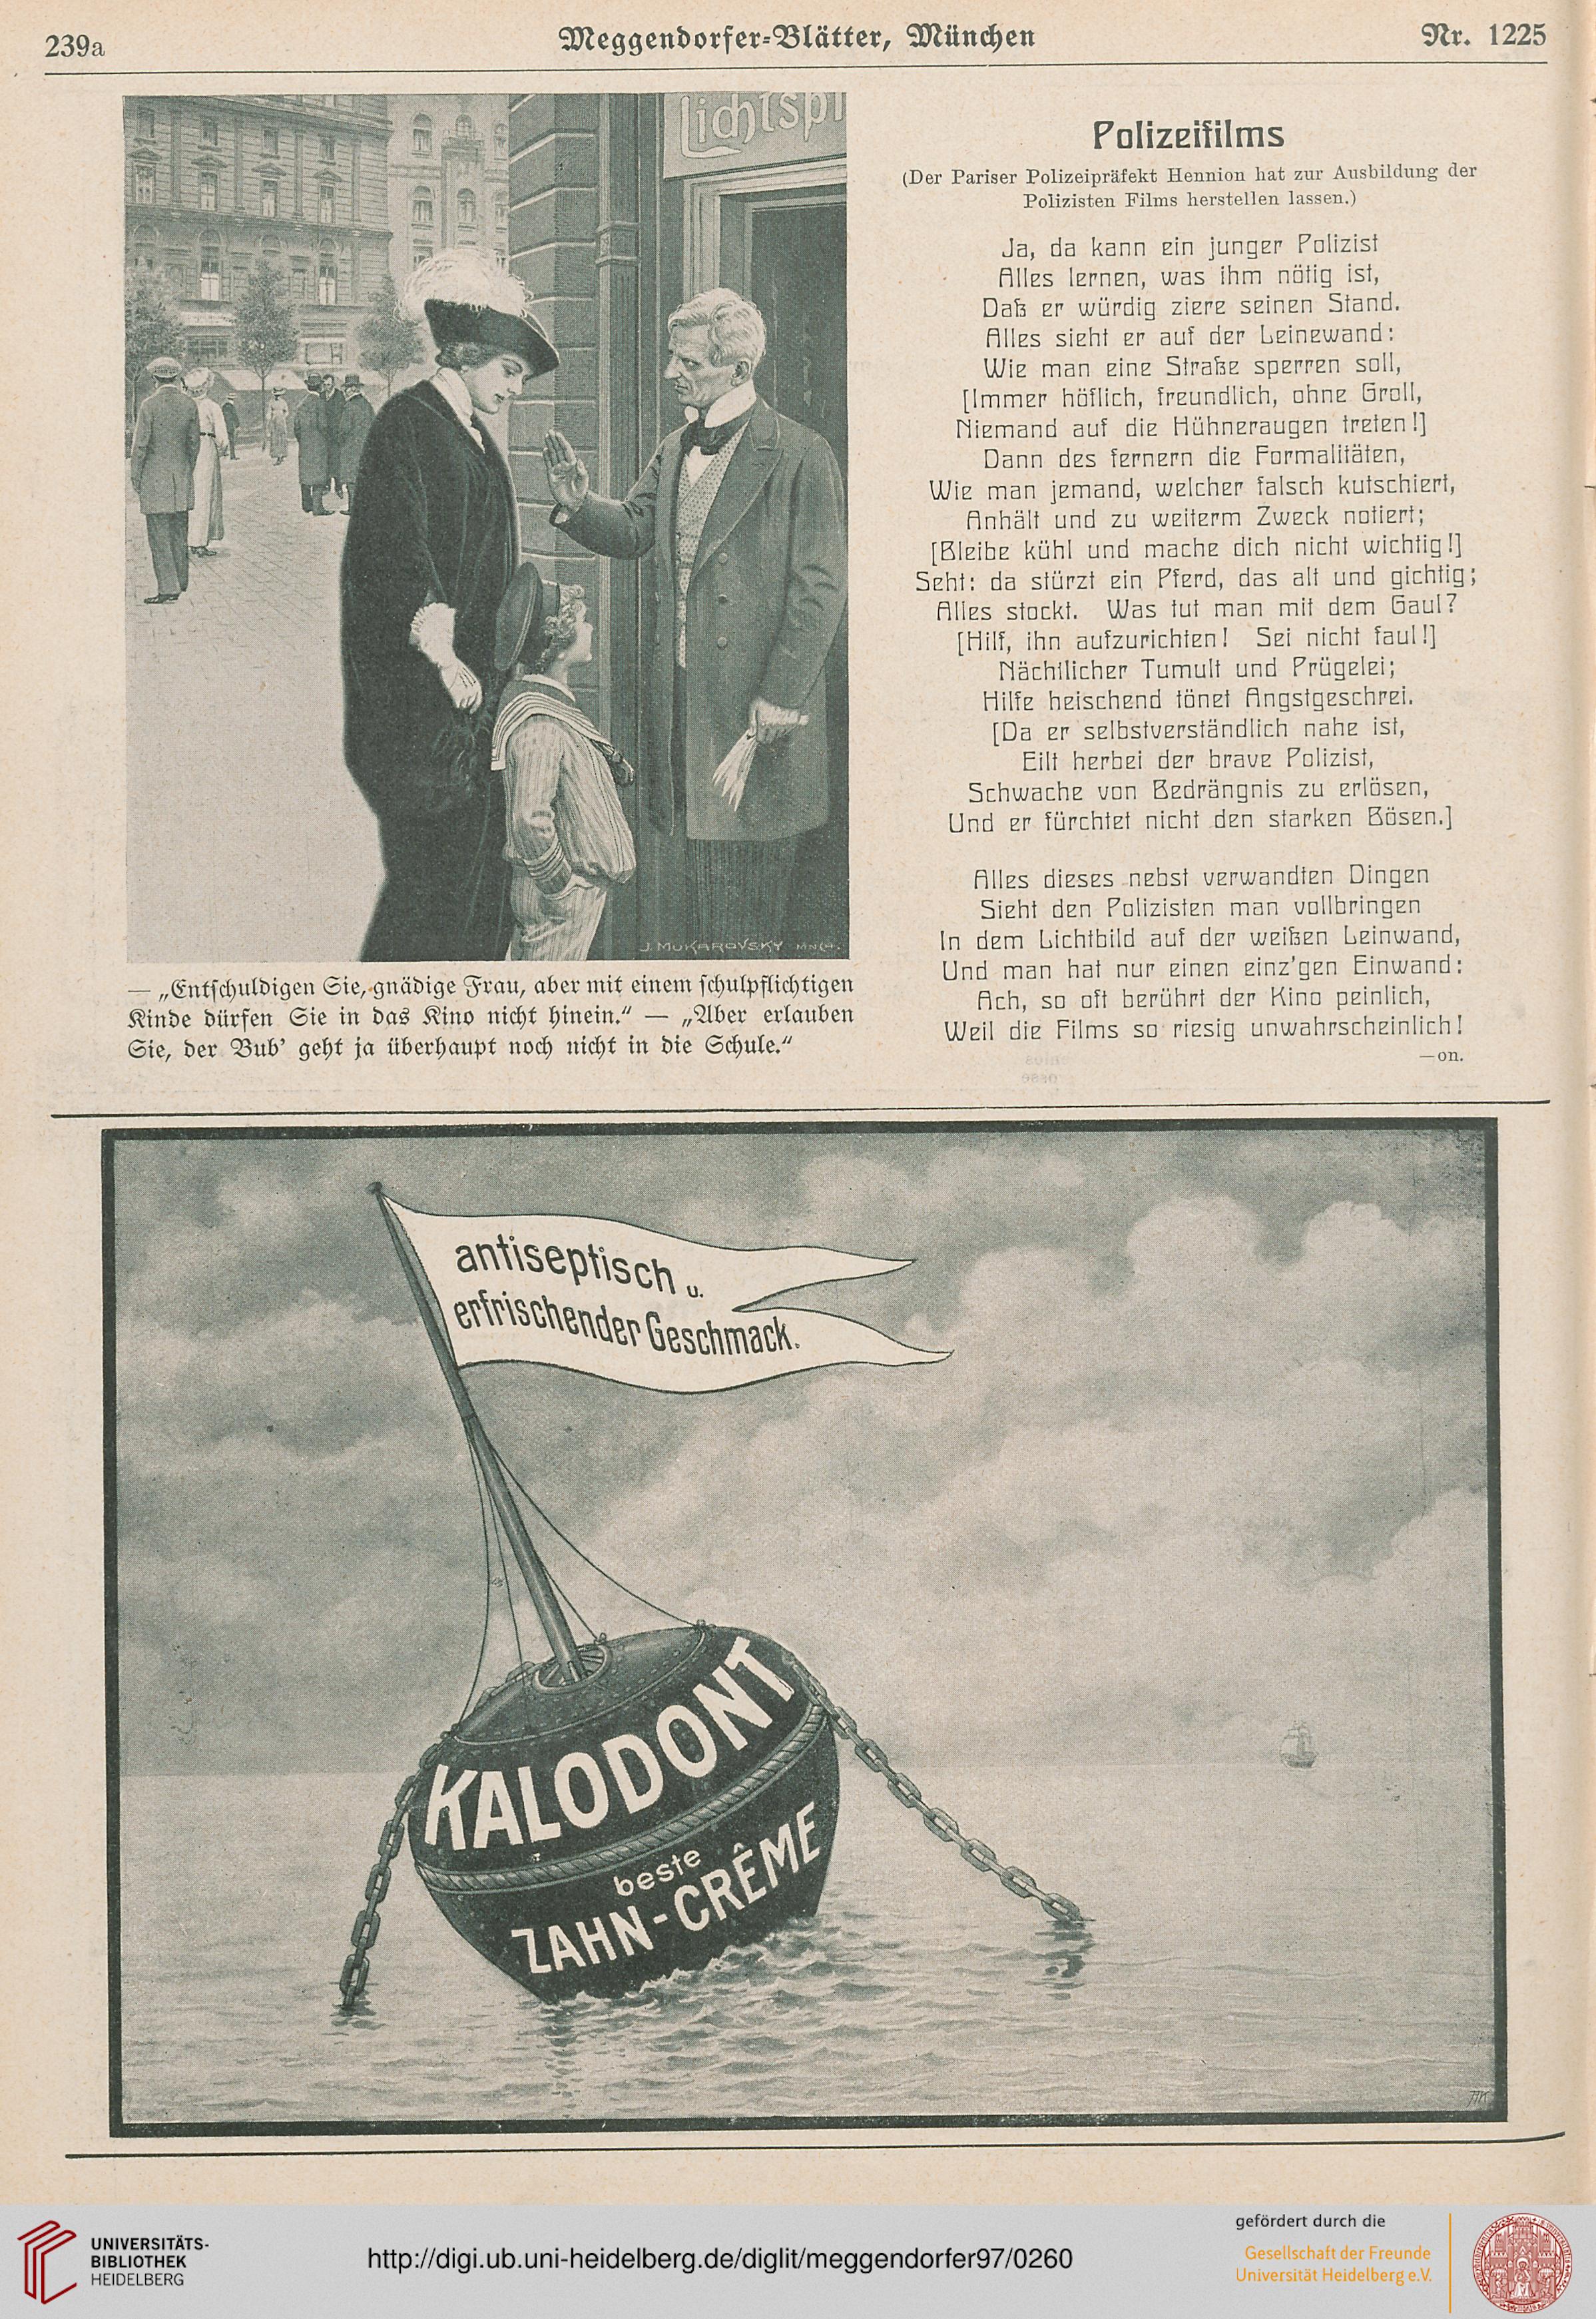 239a
Meggendorfer-Blätter, München
Nr. 1225
Lichtspi
J. MUKAROVSKY MNCH.
— „Entschuldigen Sie, gnädige Frau, aber mit einem schulpflichtigen
Kinde dürfen Sie in das Kino nicht hinein.“ — „Aber erlauben
Sie, der Bub’ geht ja überhaupt noch nicht in die Schule.“
Polizeifilms
(Der Pariser Polizeipräfekt Hennion hat zur Ausbildung der
Polizisten Films herstellen lassen.)
Ja, da kann ein junger Polizist
Alles lernen, was ihm nötig ist,
Daß er würdig ziere seinen Stand.
Alles sieht er auf der Leinewand:
Wie man eine Straße sperren soll,
[Immer höflich, freundlich, ohne Groll,
Niemand auf die Hühneraugen treten!]
Dann des fernern die Formalitäten,
Wie man jemand, welcher falsch kutschiert,
Anhält und zu weiterm Zweck notiert;
[Bleibe kühl und mache dich nicht wichtig!]
Seht: da stürzt ein Pferd, das alt und gichtig;
Alles stockt. Was tut man mit dem Gaul?
[Hilf, ihn aufzurichten! Sei nicht faul!]
Nächtlicher Tumult und Prügelei;
Hilfe heischend tönet Angstgeschrei.
[Da er selbstverständlich nahe ist,
Eilt herbei der brave Polizist,
Schwache von Bedrängnis zu erlösen,
Und er fürchtet nicht den starken Bösen.]
Alles dieses nebst verwandten Dingen
Sieht den Polizisten man vollbringen
In dem Lichtbild auf der weißen Leinwand,
Und man hat nur einen einz’gen Einwand:
Ach, so oft berührt der Kino peinlich,
Weil die Films so riesig unwahrscheinlich!
—on.
antiseptisch u.
erfrischender Geschmack.
KALODONT
beste
ZAHN-CRÊME
UNIVERSITÄTS-
BIBLIOTHEK
HEIDELBERG
http://digi.ub.uni-heidelberg.de/diglit/meggendorfer97/0260
gefördert durch die
Gesellschaft der Freunde
Universität Heidelberg e.V.